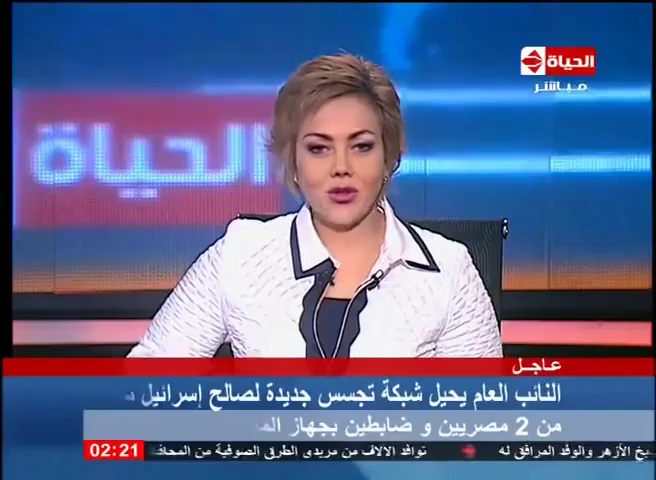 الحياة
مباشر
الحياة
عاجل
النائب العام يحيل شبكة تجسس جديدة لصالح إسرائيل
من 2 مصريين و ضابطين بجهاز
02:21
الأزهر والوفد المرافق له
توافد الالاف من مريدى الطرق الصوفية من